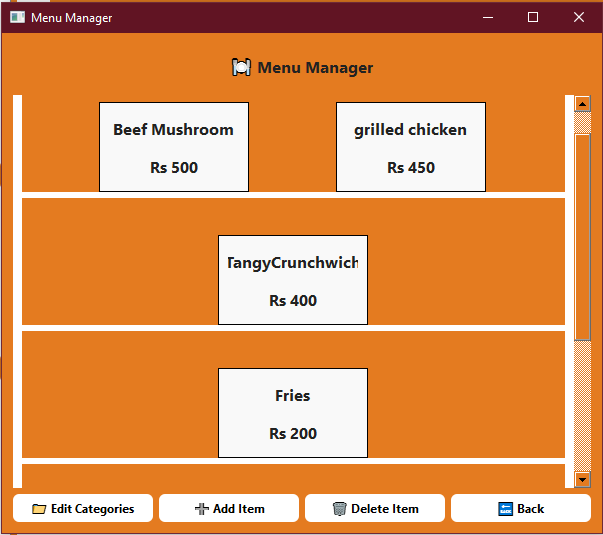 Menu Manager
Menu Manager
Beef Mushroom
Rs 500
grilled chicken
Rs 450
TangyCrunchwich
Rs 400
Fries
Rs 200
Edit Categories
Add Item
Delete Item
Back